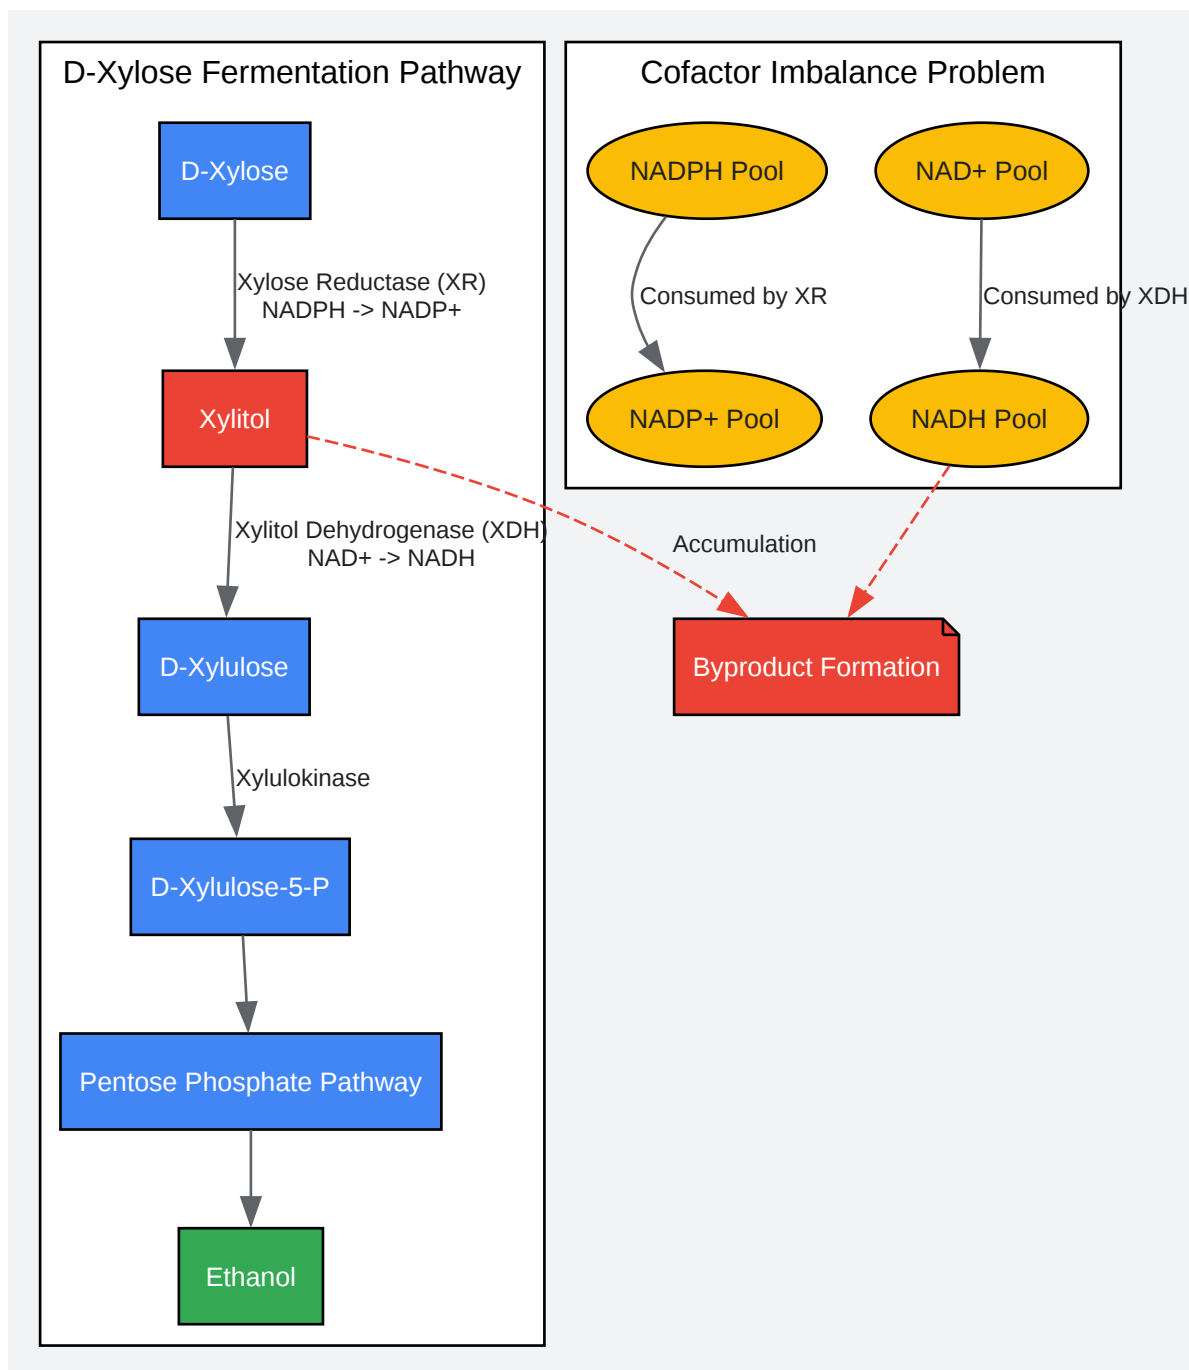 D-Xylose Fermentation Pathway
D-Xylose
Xylose Reductase (XR)
NADPH -> NADP+
Xylitol
Xylitol Dehydrogenase (XDH)
NAD+ -> NADH
D-Xylulose
Xylulokinase
D-Xylulose-5-P
Pentose Phosphate Pathway
Ethanol
Cofactor Imbalance Problem
NADPH Pool
NAD+ Pool
Consumed by XR
Consumed by XDH
NADP+ Pool
NADH Pool
Accumulation
Byproduct Formation